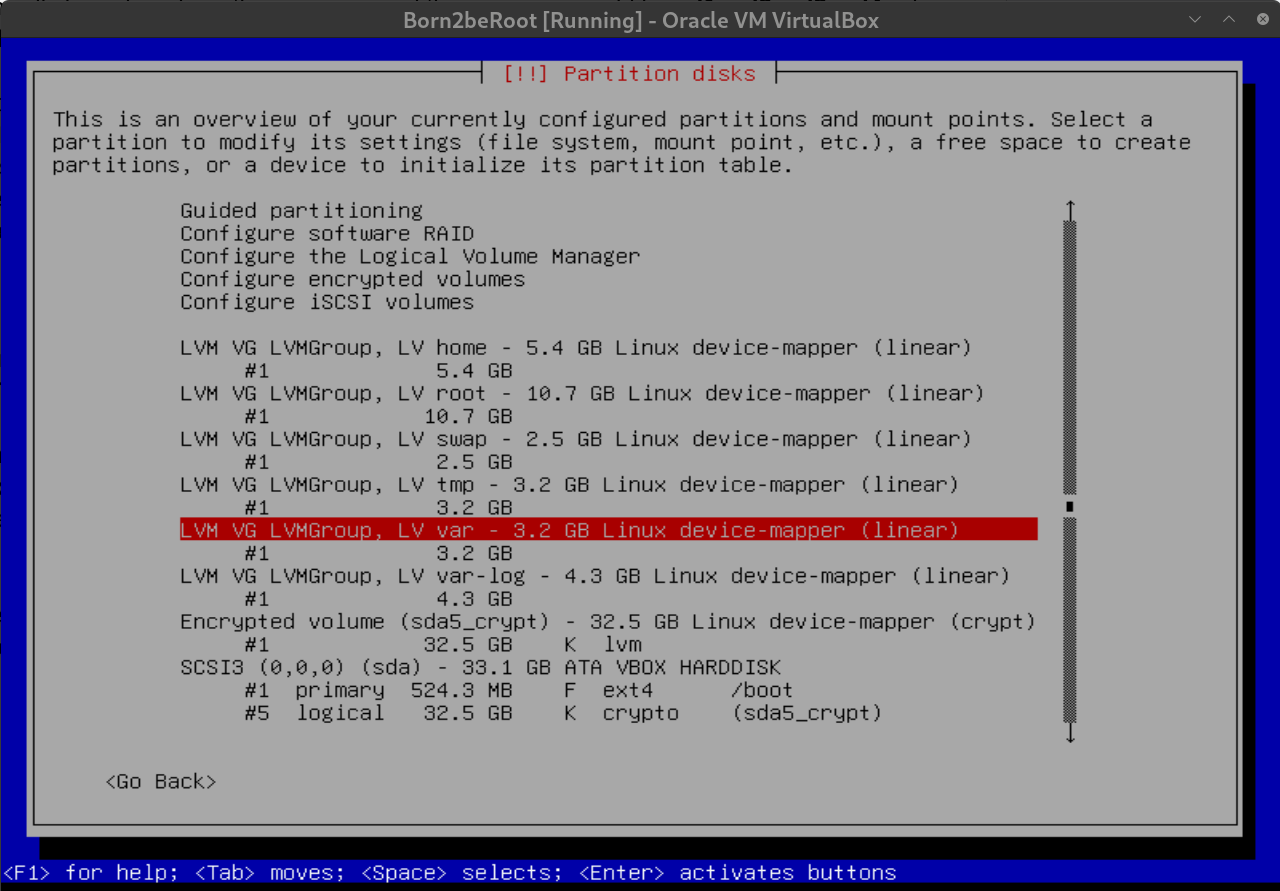 Born2beRoot [Running] - Oracle VM VirtualBox
[!!] Partition disks
This is an overview of your currently configured partitions and mount points. Select a
partition to modify its settings (file system, mount point, etc.), a free space to create
partitions, or a device to initialize its partition table.
Guided partitioning
Configure software RAID
Configure the Logical Volume Manager
Configure encrypted volumes
Configure iSCSI volumes
LVM VG LVMGroup, LV home - 5.4 GB Linux device-mapper (linear)
#1 5.4 GB
LVM VG LVMGroup, LV root - 10.7 GB Linux device-mapper (linear)
#1 10.7 GB
LVM VG LVMGroup, LV swap - 2.5 GB Linux device-mapper (linear)
#1 2.5 GB
LVM VG LVMGroup, LV tmp - 3.2 GB Linux device-mapper (linear)
#1 3.2 GB
LVM VG LVMGroup, LV var - 3.2 GB Linux device-mapper (linear)
#1 3.2 GB
LVM VG LVMGroup, LV var-log - 4.3 GB Linux device-mapper (linear)
#1 4.3 GB
Encrypted volume (sda5_crypt) - 32.5 GB Linux device-mapper (crypt)
#1 32.5 GB K lvm
SCSI3 (0,0,0) (sda) - 33.1 GB ATA VBOX HARDDISK
#1 primary 524.3 MB F ext4 /boot
#5 logical 32.5 GB K crypto (sda5_crypt)
<Go Back>
<F1> for help; <Tab> moves; <Space> selects; <Enter> activates buttons